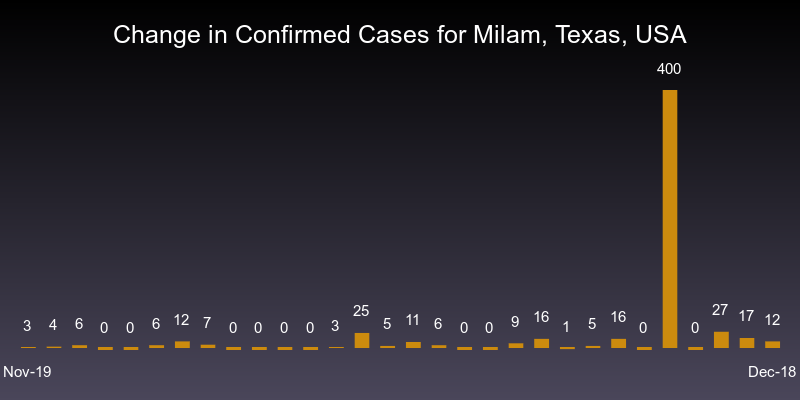 Change in Confirmed Cases for Milam, Texas, USA
400
3 4 6 0 0 6 12 7 0 0 0 0 3 25 5 11 6 0 0 9 16 1 5 16 0 0 27 17 12
Nov-19 Dec-18